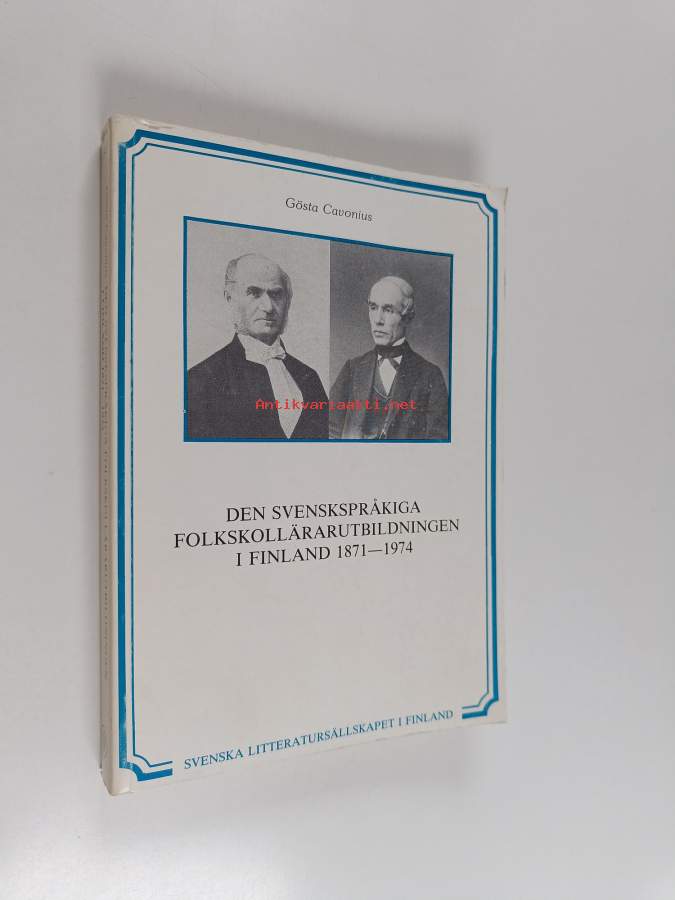 Gösta Cavonius
Antikvariaatti.net
DEN SVENSKSPRÅKIGA
FOLKSKOLLÄRARUTBILDNINGEN
I FINLAND 1871—1974
SVENSKA LITTERATURSÄLLSKAPET I FINLAND